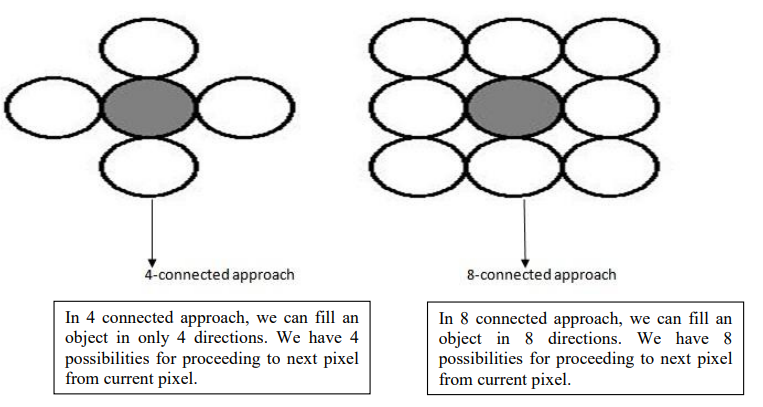 4-connected approach
8-connected approach
In 4 connected approach, we can fill an
object in only 4 directions. We have 4
possibilities for proceeding to next pixel
from current pixel.
In 8 connected approach, we can fill an
object in 8 directions. We have 8
possibilities for proceeding to next pixel
from current pixel.